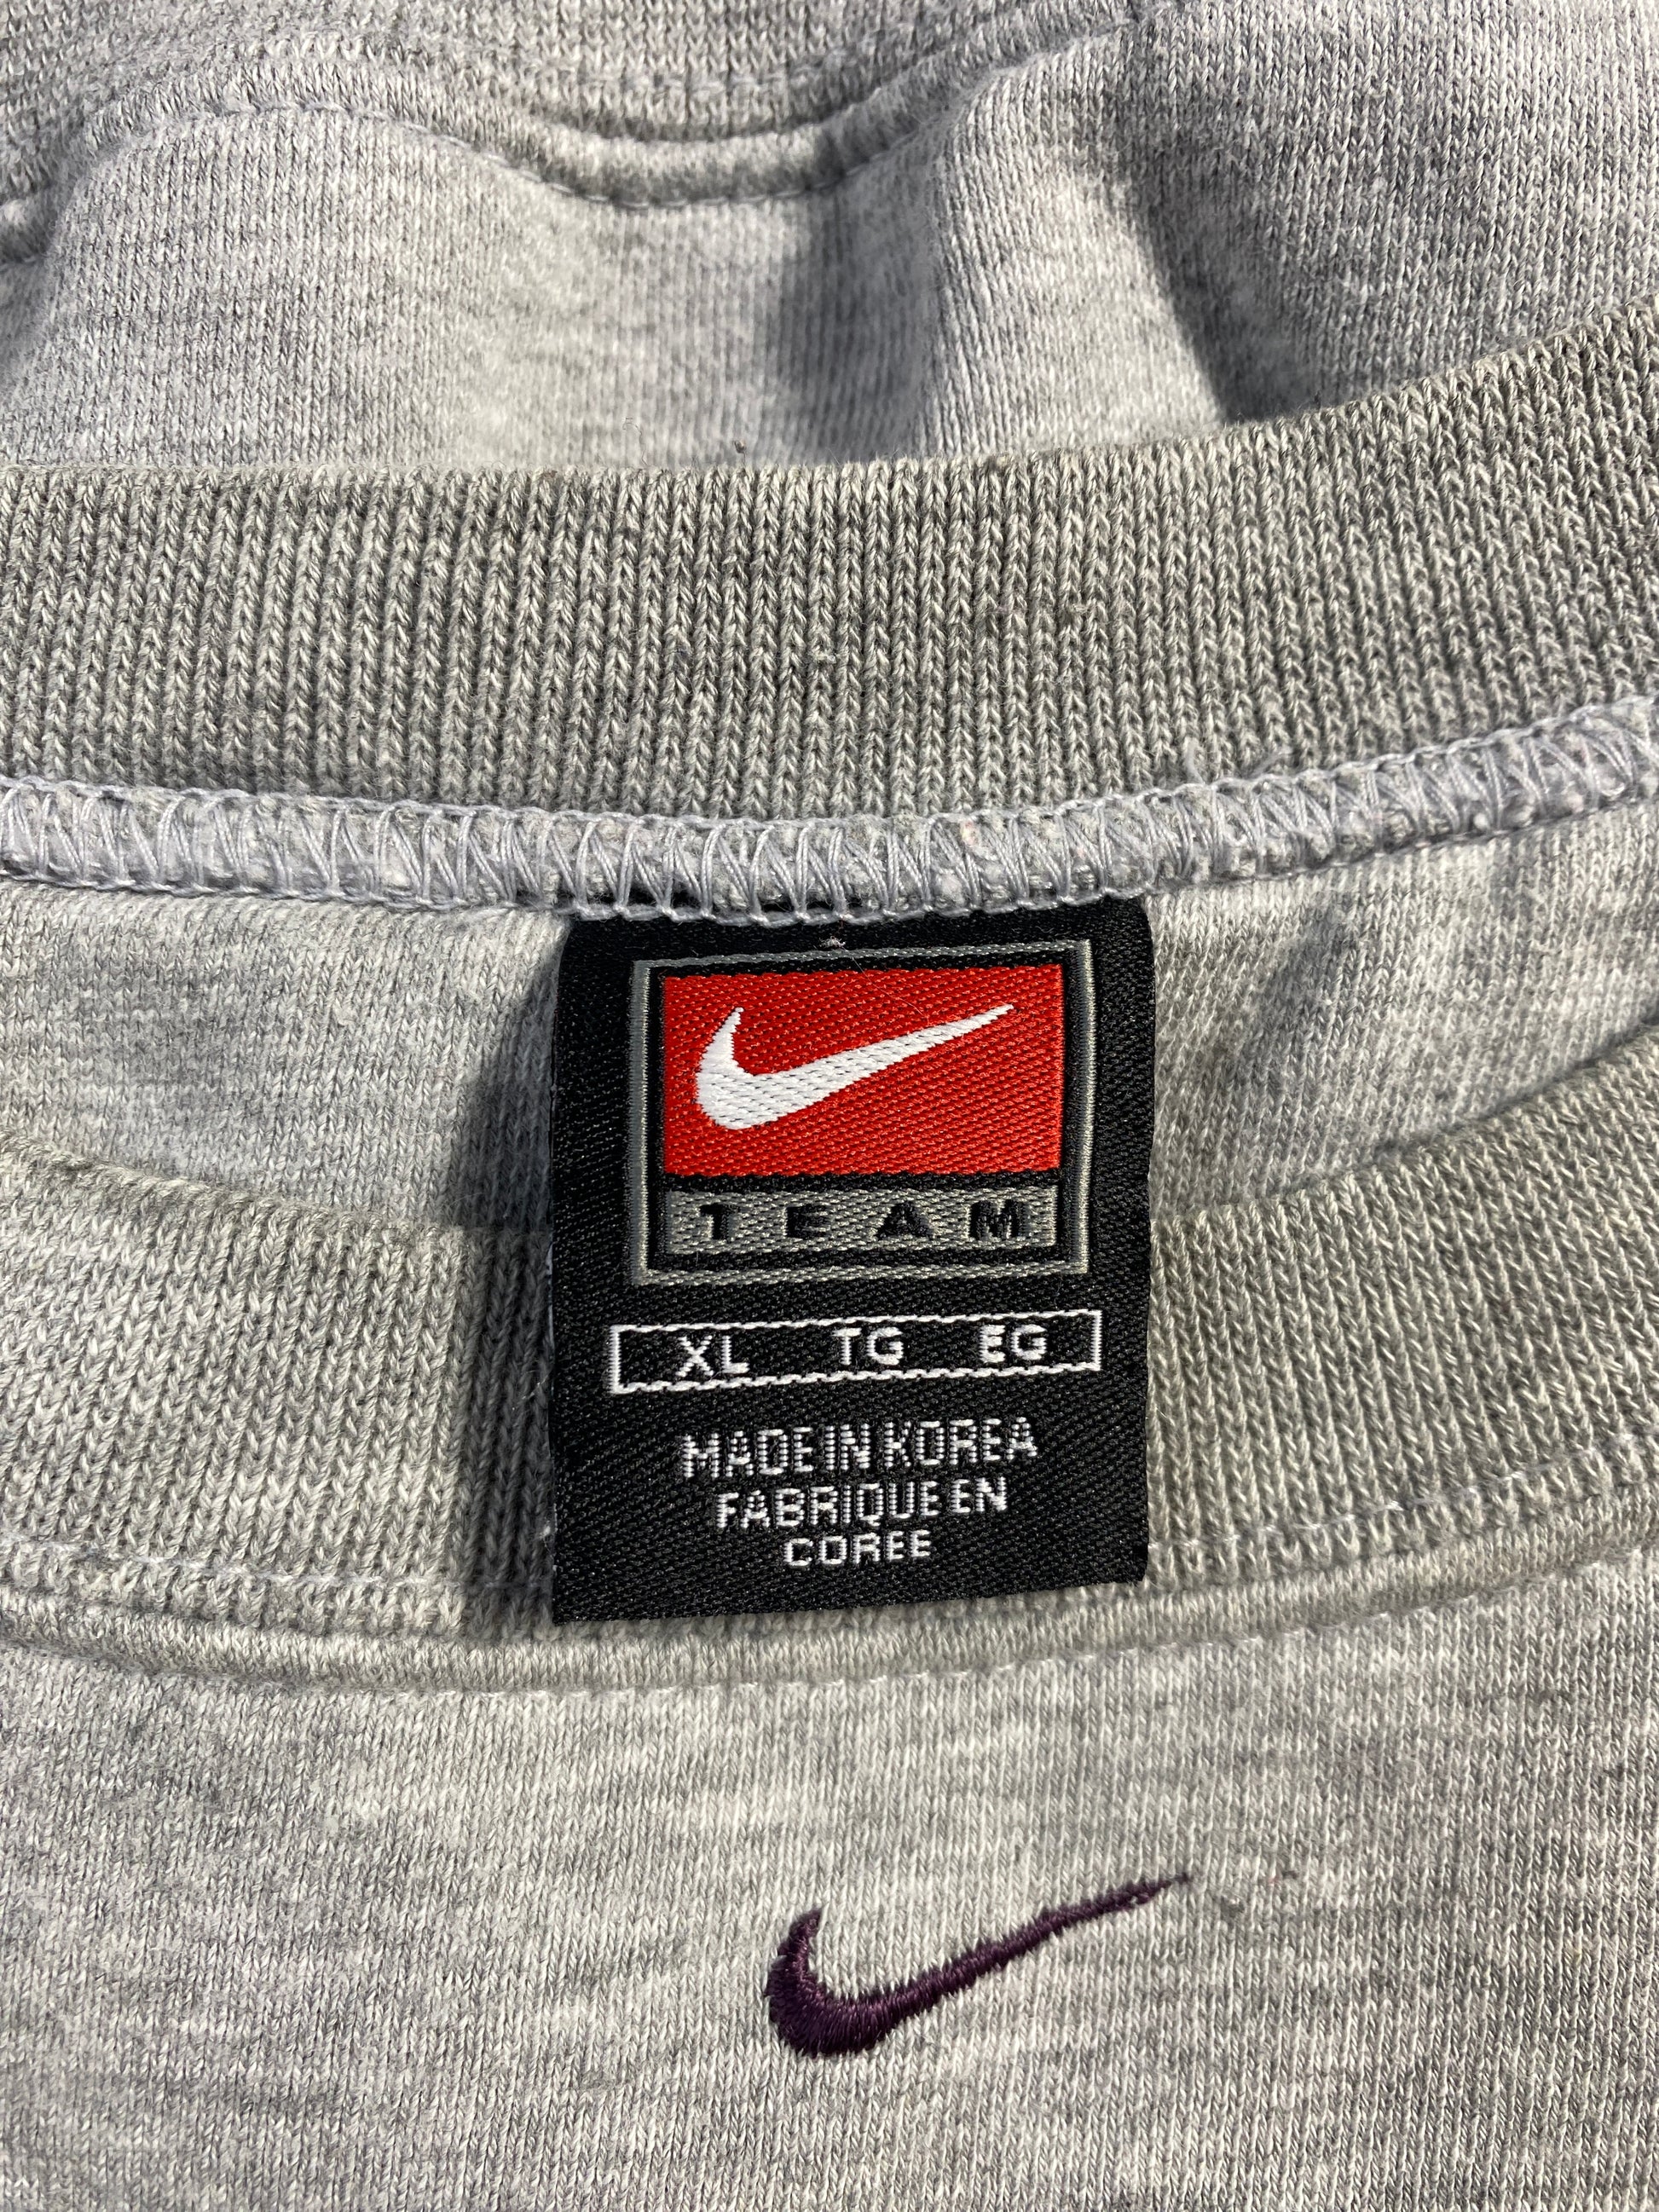 TEAM
XL TG EG
MADE IN KOREA
FABRIQUE EN
COREE